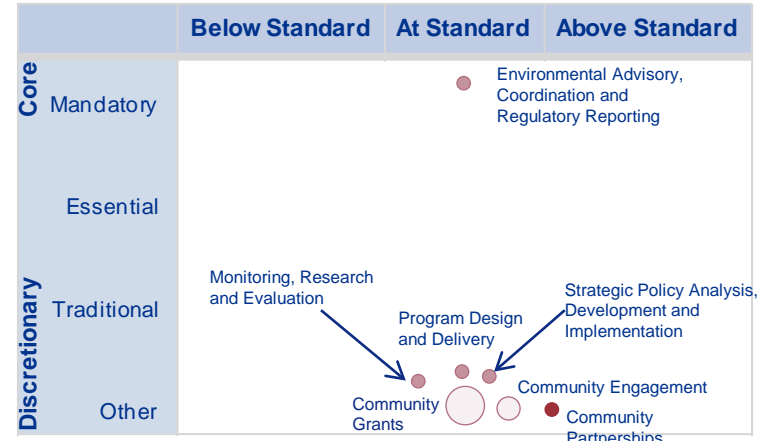 Below Standard
At Standard
Above Standard
Core
Mandatory
Environmental Advisory,
Coordination and
Regulatory Reporting
Essential
Discretionary
Traditional
Monitoring, Research
and Evaluation
Program Design
and Delivery
Strategic Policy Analysis,
Development and
Implementation
Other
Community
Grants
Community Engagement
Community
Partnerships